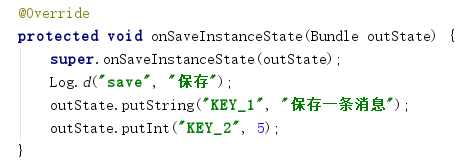 @Override
protected void onSaveInstanceState(Bundle outState) {
    super.onSaveInstanceState(outState);
    Log.d("save", "保存");
    outState.putString("KEY_1", "保存一条消息");
    outState.putInt("KEY_2", 5);
}